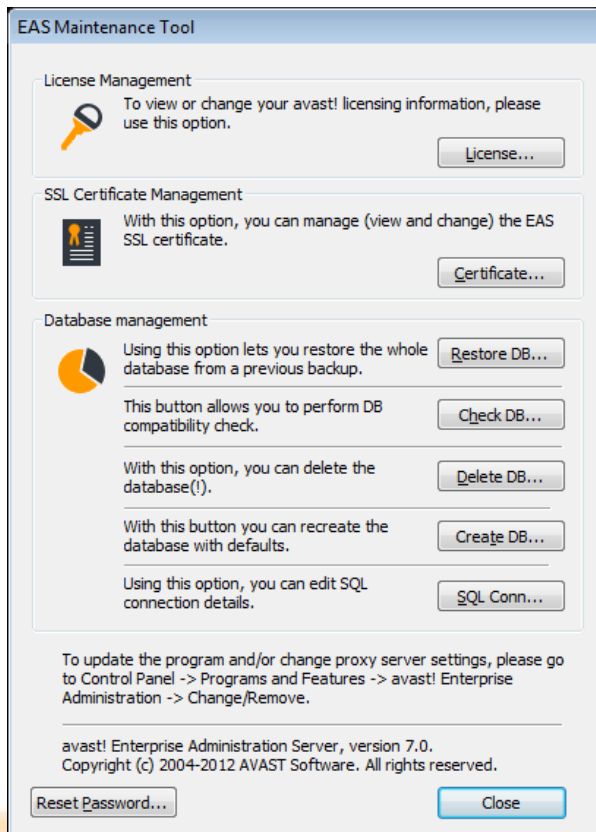 EAS Maintenance Tool
License Management
To view or change your avast! licensing information, please
use this option.
License...
SSL Certificate Management
With this option, you can manage (view and change) the EAS
SSL certificate.
Certificate...
Database management
Using this option lets you restore the whole
database from a previous backup.
Restore DB...
This button allows you to perform DB
compatibility check.
Check DB...
With this option, you can delete the
database(!).
Delete DB...
With this button you can recreate the
database with defaults.
Create DB...
Using this option, you can edit SQL
connection details.
SQL Conn...
To update the program and/or change proxy server settings, please go
to Control Panel -> Programs and Features -> avast! Enterprise
Administration -> Change/Remove.
avast! Enterprise Administration Server, version 7.0.
Copyright (c) 2004-2012 AVAST Software. All rights reserved.
Reset Password...
Close